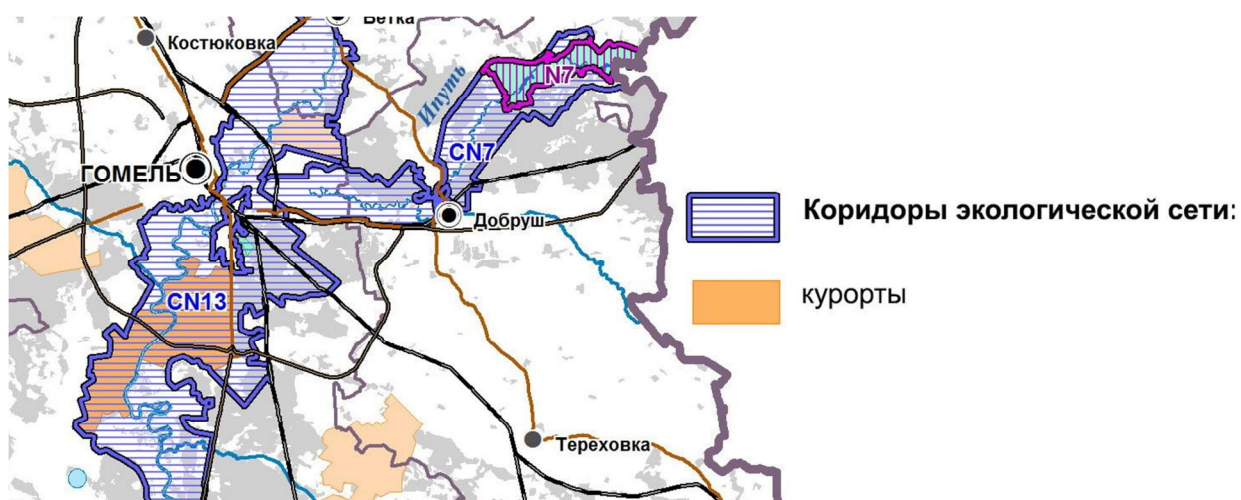 Ветка
Костюковка
Ипуть
N7
CN7
ГОМЕЛЬ
Добруш
Коридоры экологической сети:
курорты
CN13
Тереховка